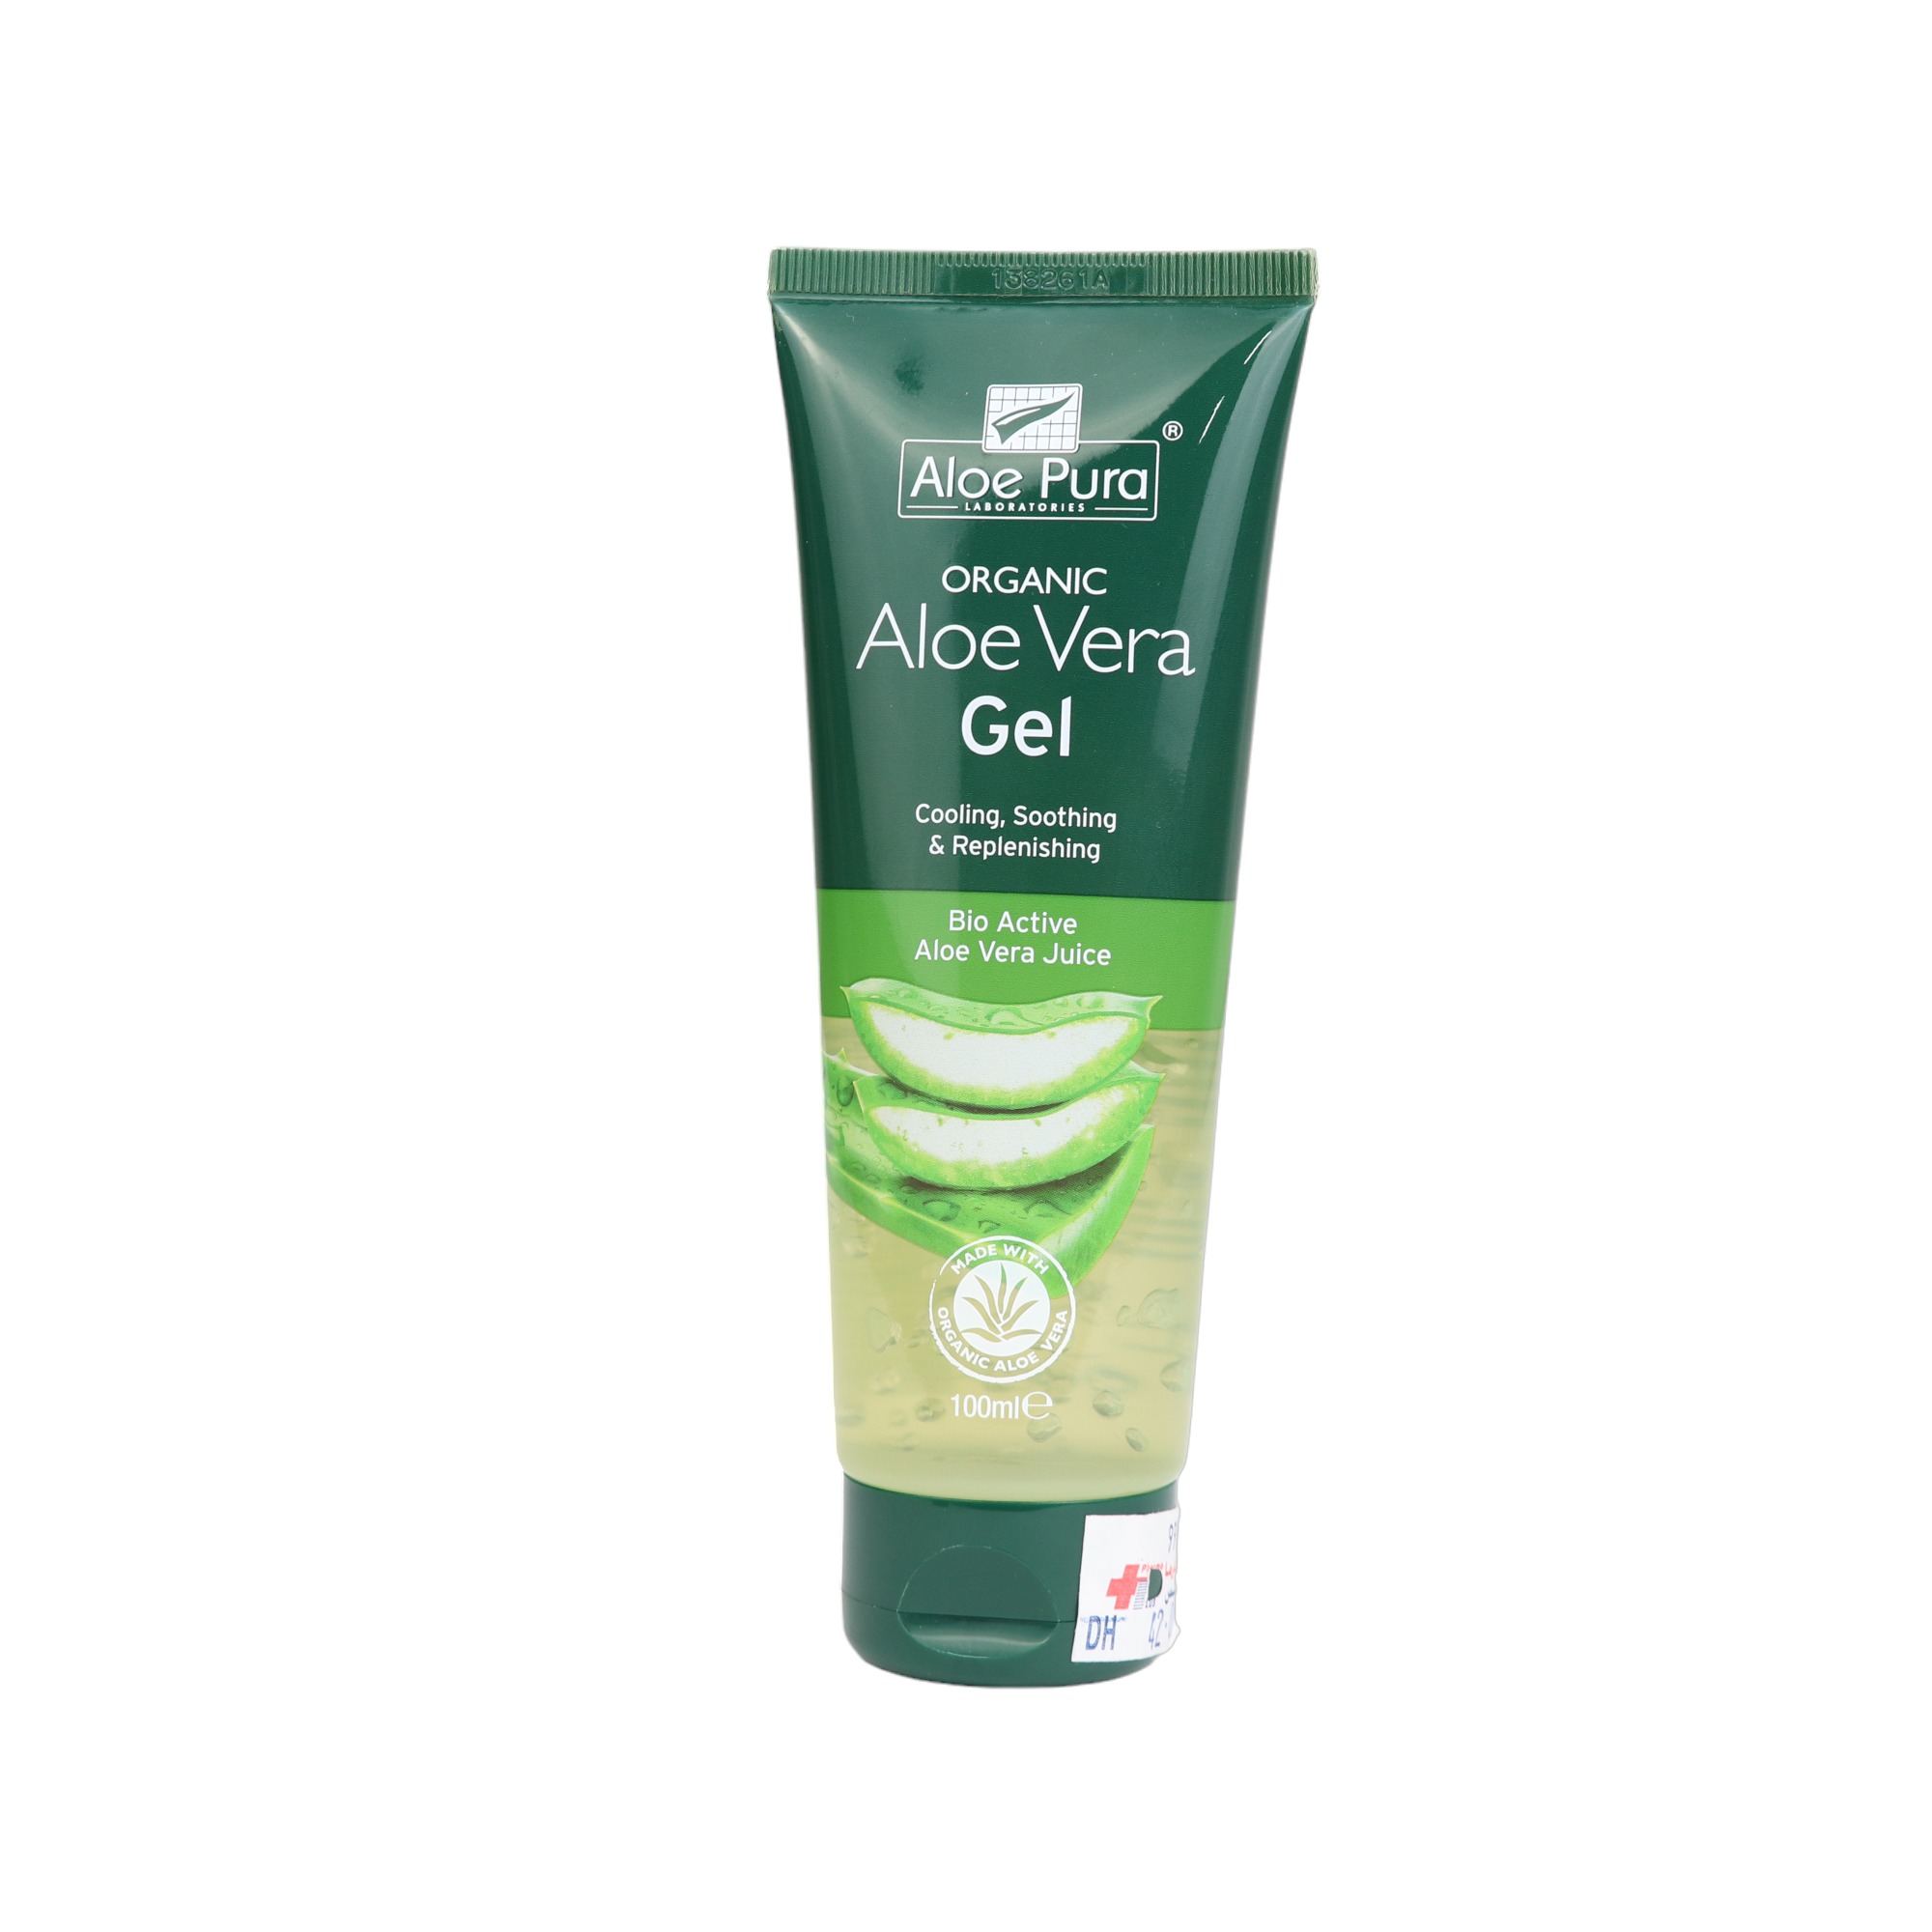 138261A
Aloe Pura®
LABORATORIES
ORGANIC
Aloe Vera
Gel
Cooling, Soothing
& Replenishing
Bio Active
Aloe Vera Juice
MADE WITH
ORGANIC ALOE VERA
100ml℮
DH